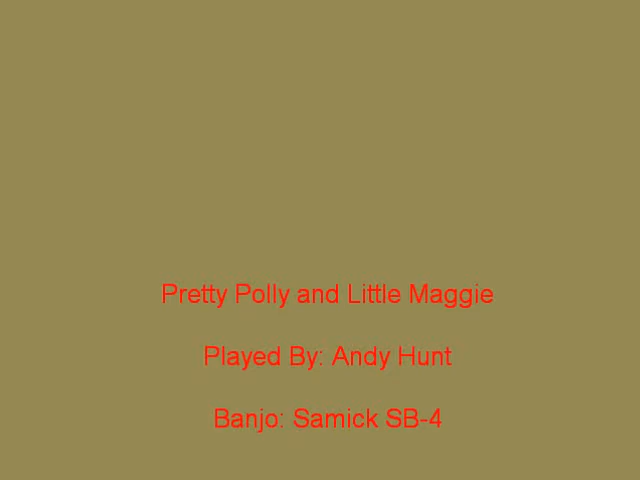 Pretty Polly and Little Maggie
Played By: Andy Hunt
Banjo: Samick SB-4